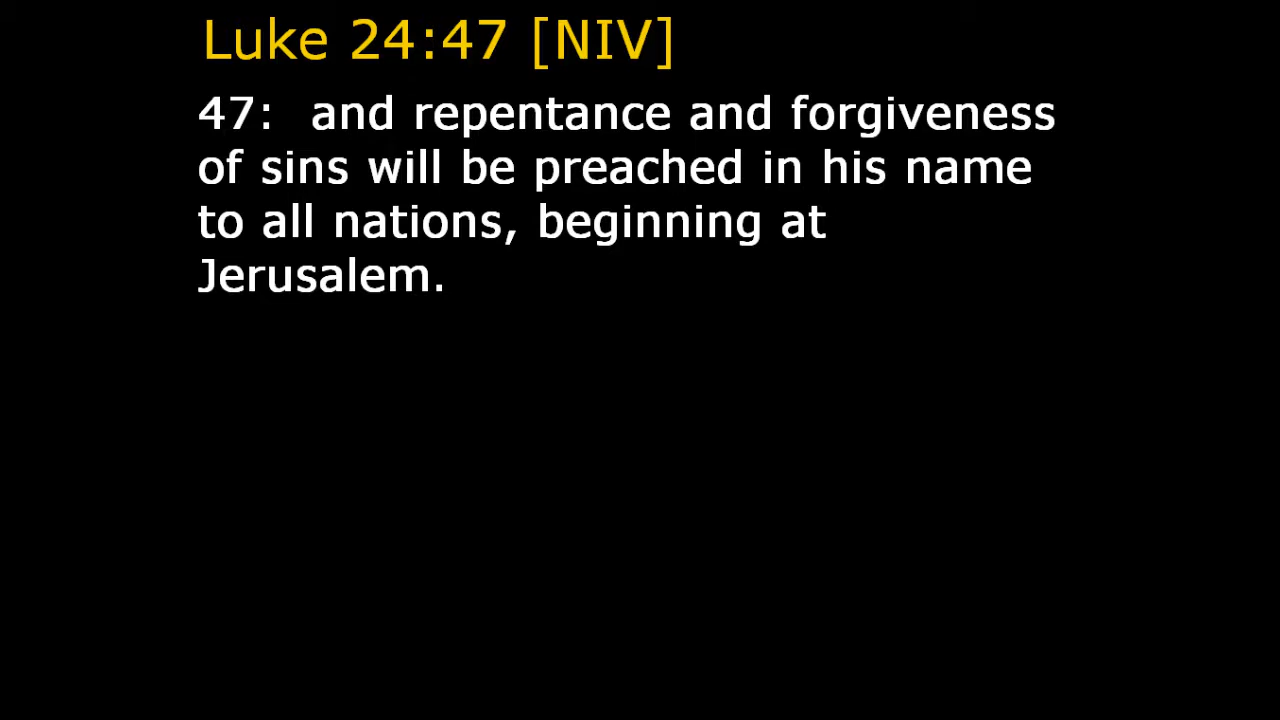 Luke 24:47 [NIV]
47: and repentance and forgiveness
of sins will be preached in his name
to all nations, beginning at
Jerusalem.